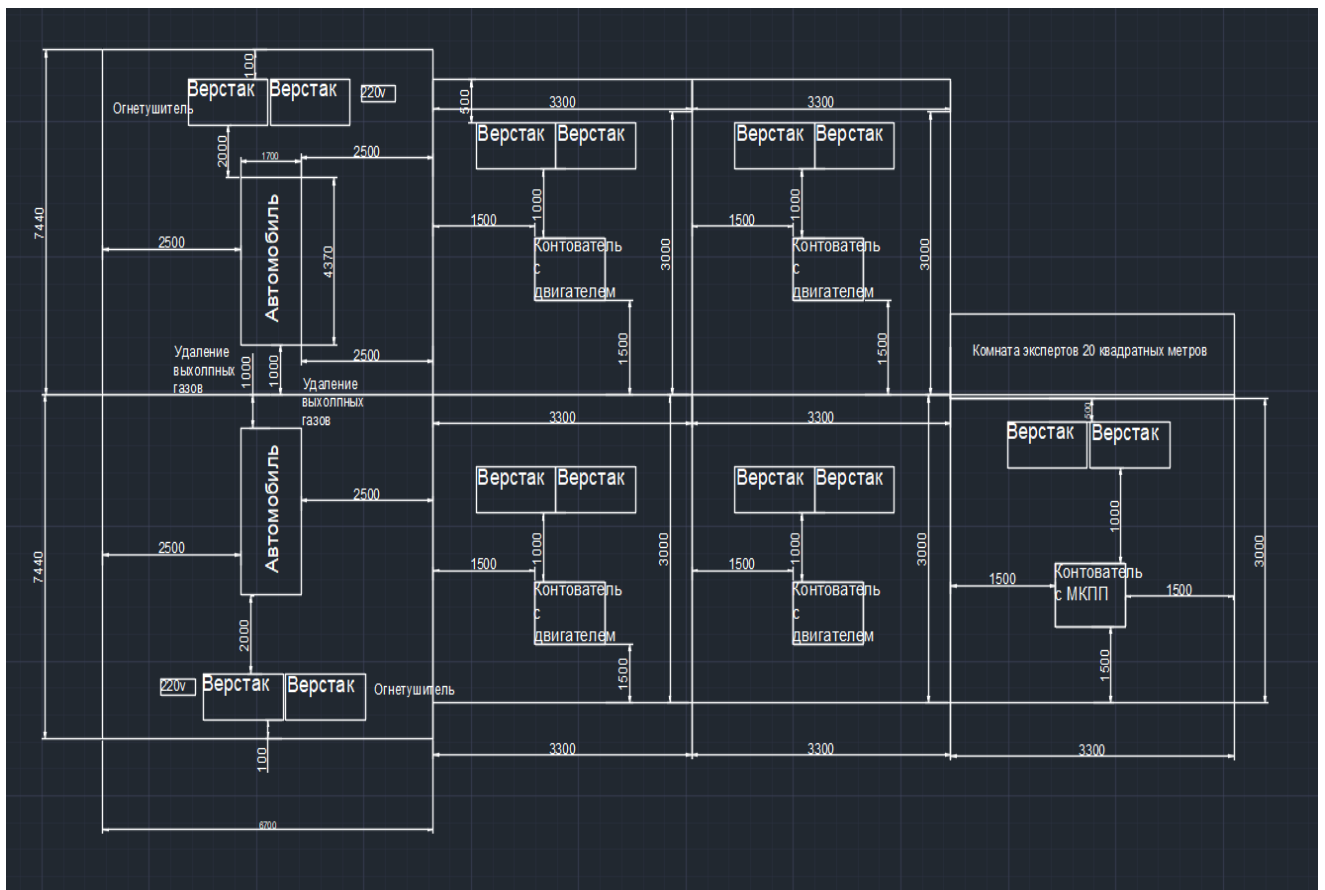 100
Верстак Верстак 220v
Огнетушитель
2000
1700
2500
7440
2500
Автомобиль
4370
Удаление
выхолпных
газов
1000
1000
2500
Удаление
выхолпных
газов
500
3300
Верстак Верстак
1000
1500
Контователь
с
двигателем
3000
1500
3300
Верстак Верстак
1000
1500
Контователь
с
двигателем
3000
1500
Комната экспертов 20 квадратных метров
7440
Автомобиль
2500
2500
2000
220v Верстак Верстак Огнетушитель
100
6700
3300
Верстак Верстак
1000
1500
Контователь
с
двигателем
3000
1500
3300
3300
Верстак Верстак
1000
1500
Контователь
с
двигателем
3000
1500
3300
500
Верстак Верстак
1000
1500
Контователь
с МКПП
1500
3000
1500
3300